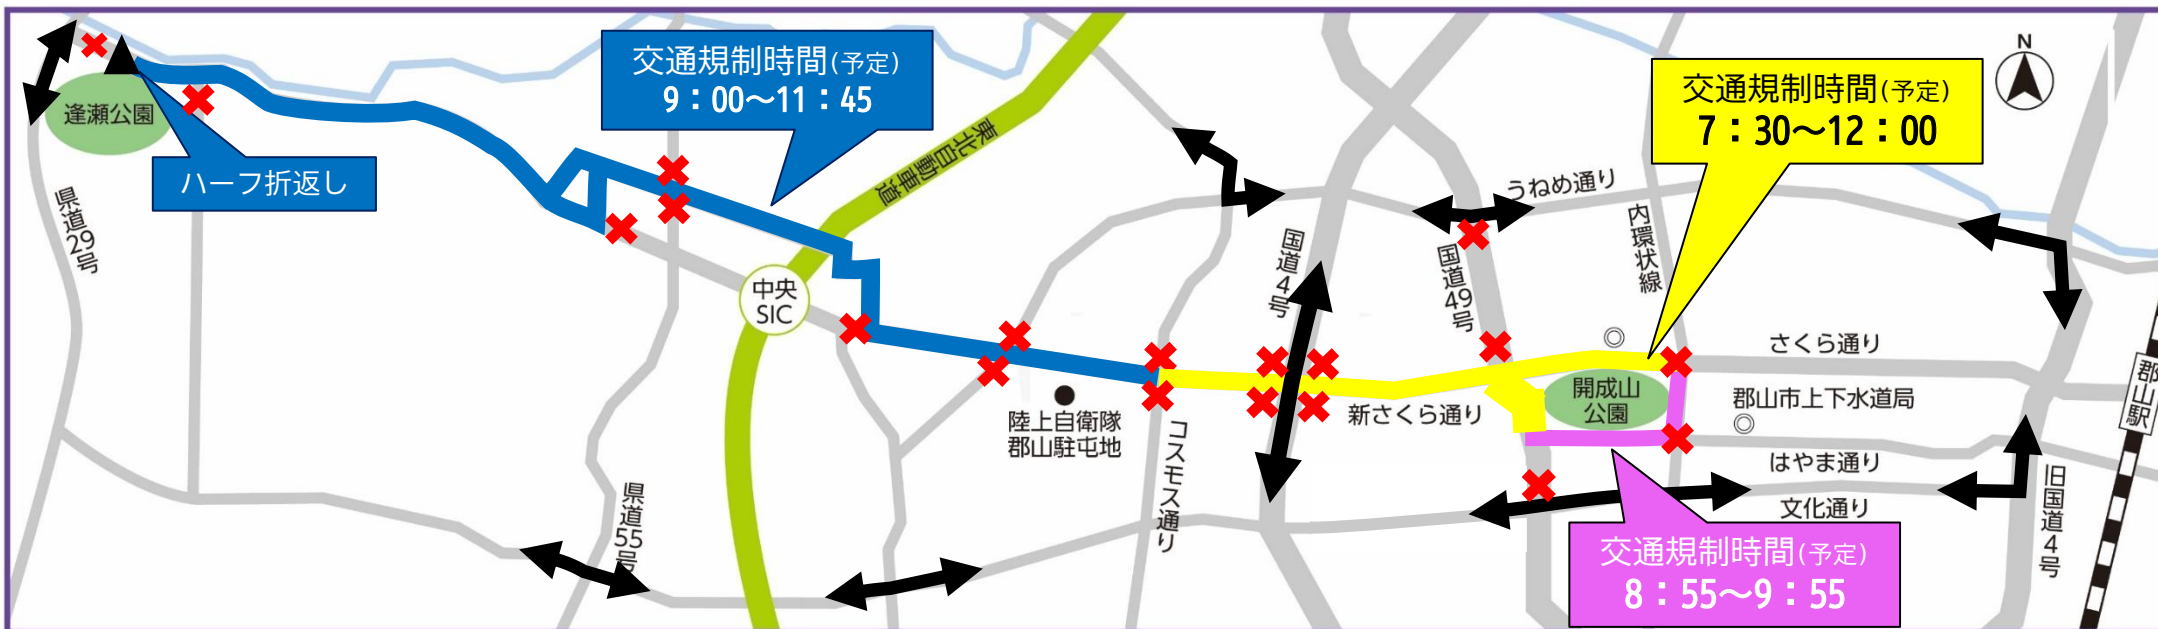 交通規制時間(予定)
9：00～11：45
N
交通規制時間(予定)
7：30～12：00
逢瀬公園
ハーフ折返し
東北自動車道
うねめ通り
県道29号
内環状線
国道4号
国道49号
中央
SIC
さくら通り
開成山
公園
郡山市上下水道局
郡山駅
陸上自衛隊
郡山駐屯地
新さくら通り
コスモス通り
はやま通り
旧国道4号
県道55号
文化通り
交通規制時間(予定)
8：55～9：55